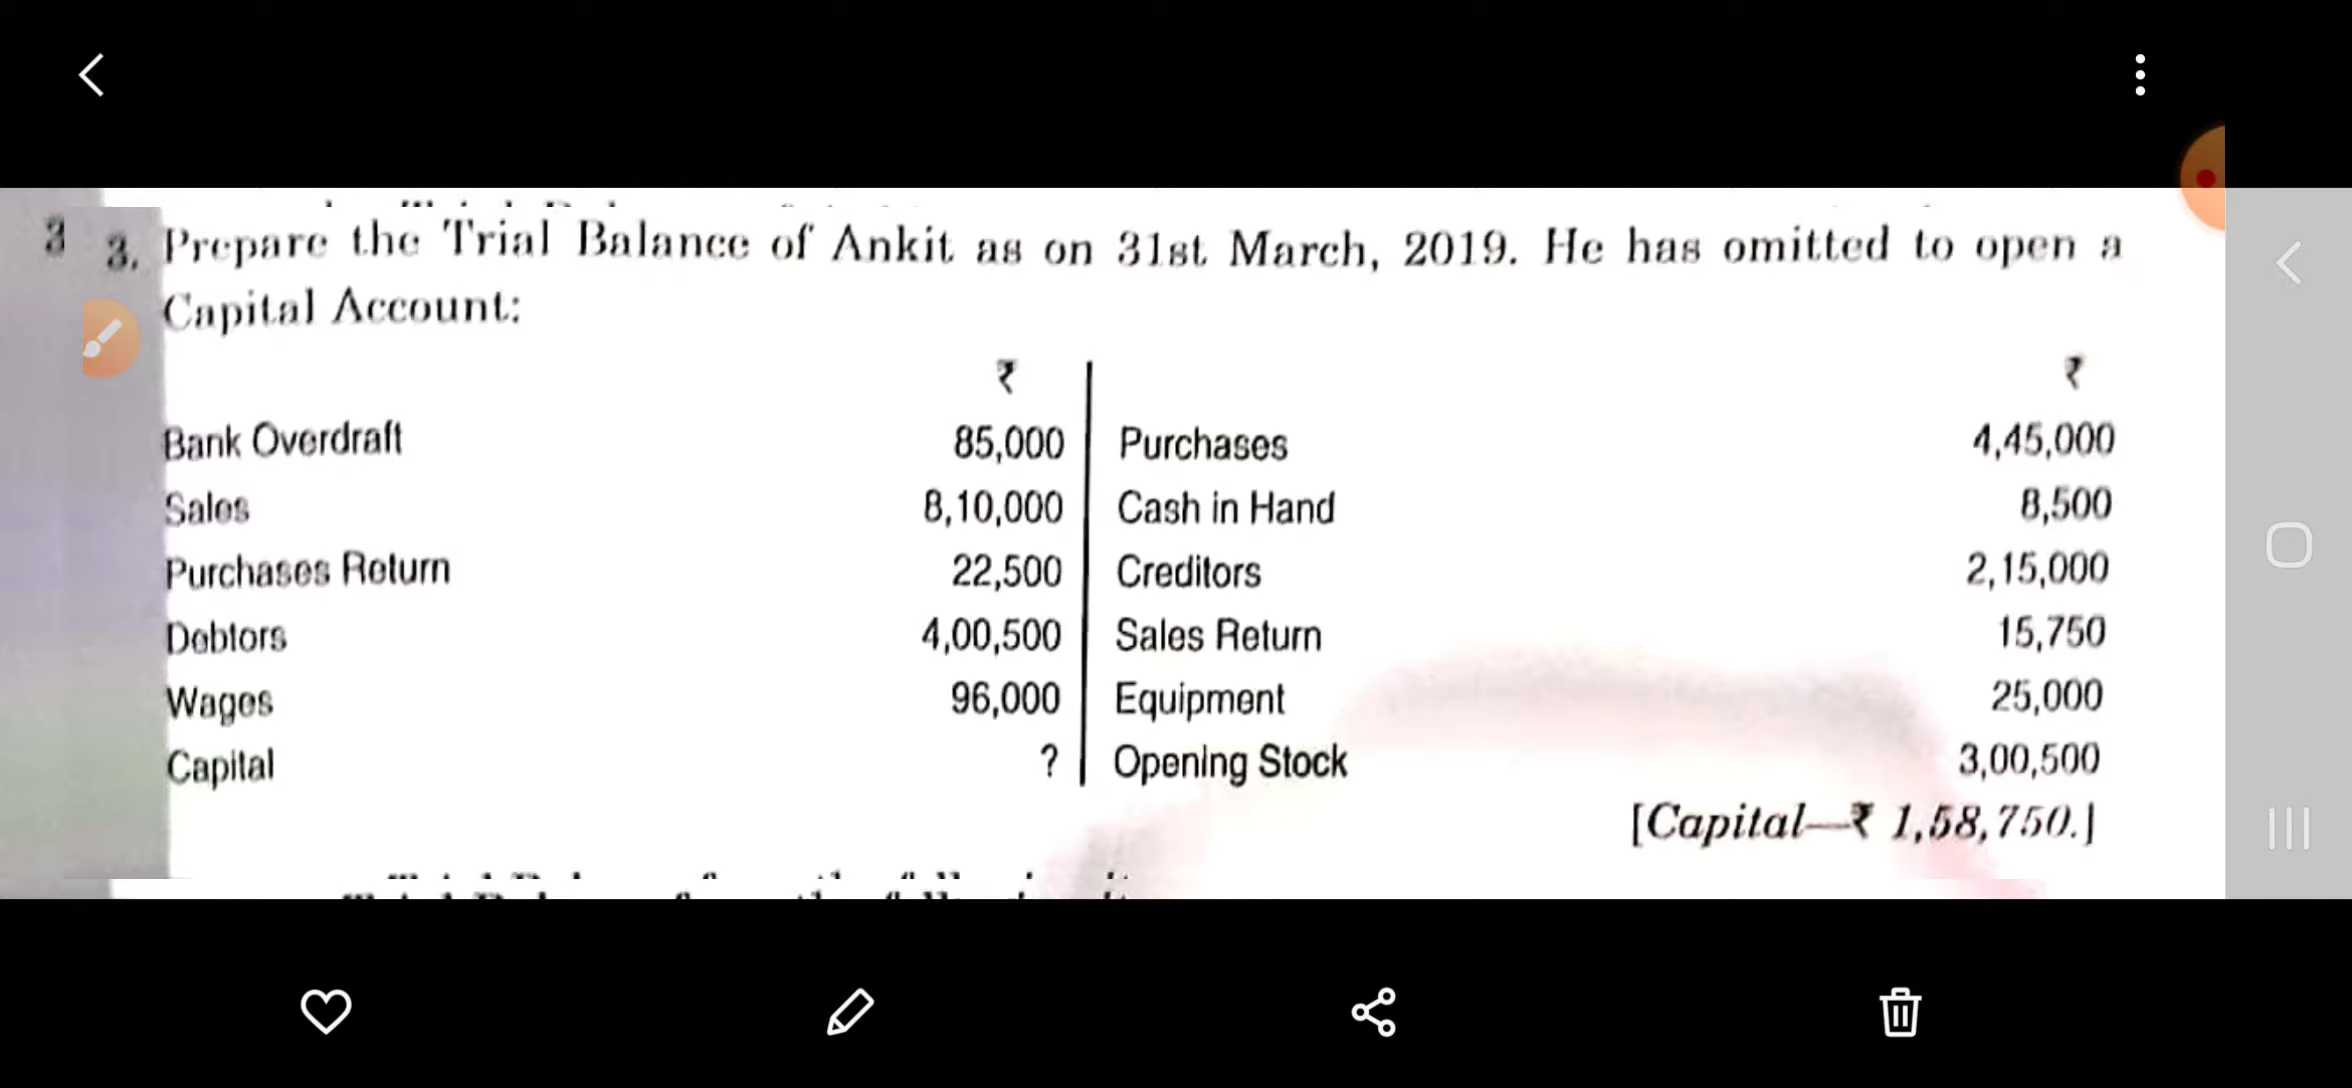 3 3. Prepare the Trial Balance of Ankit as on 31st March, 2019. He has omitted to open a
Capital Account:
₹ ₹
Bank Overdraft 85,000 Purchases 4,45,000
Sales 8,10,000 Cash in Hand 8,500
Purchases Return 22,500 Creditors 2,15,000
Debtors 4,00,500 Sales Return 15,750
Wages 96,000 Equipment 25,000
Capital ? Opening Stock 3,00,500
[Capital—₹ 1,58,750.]